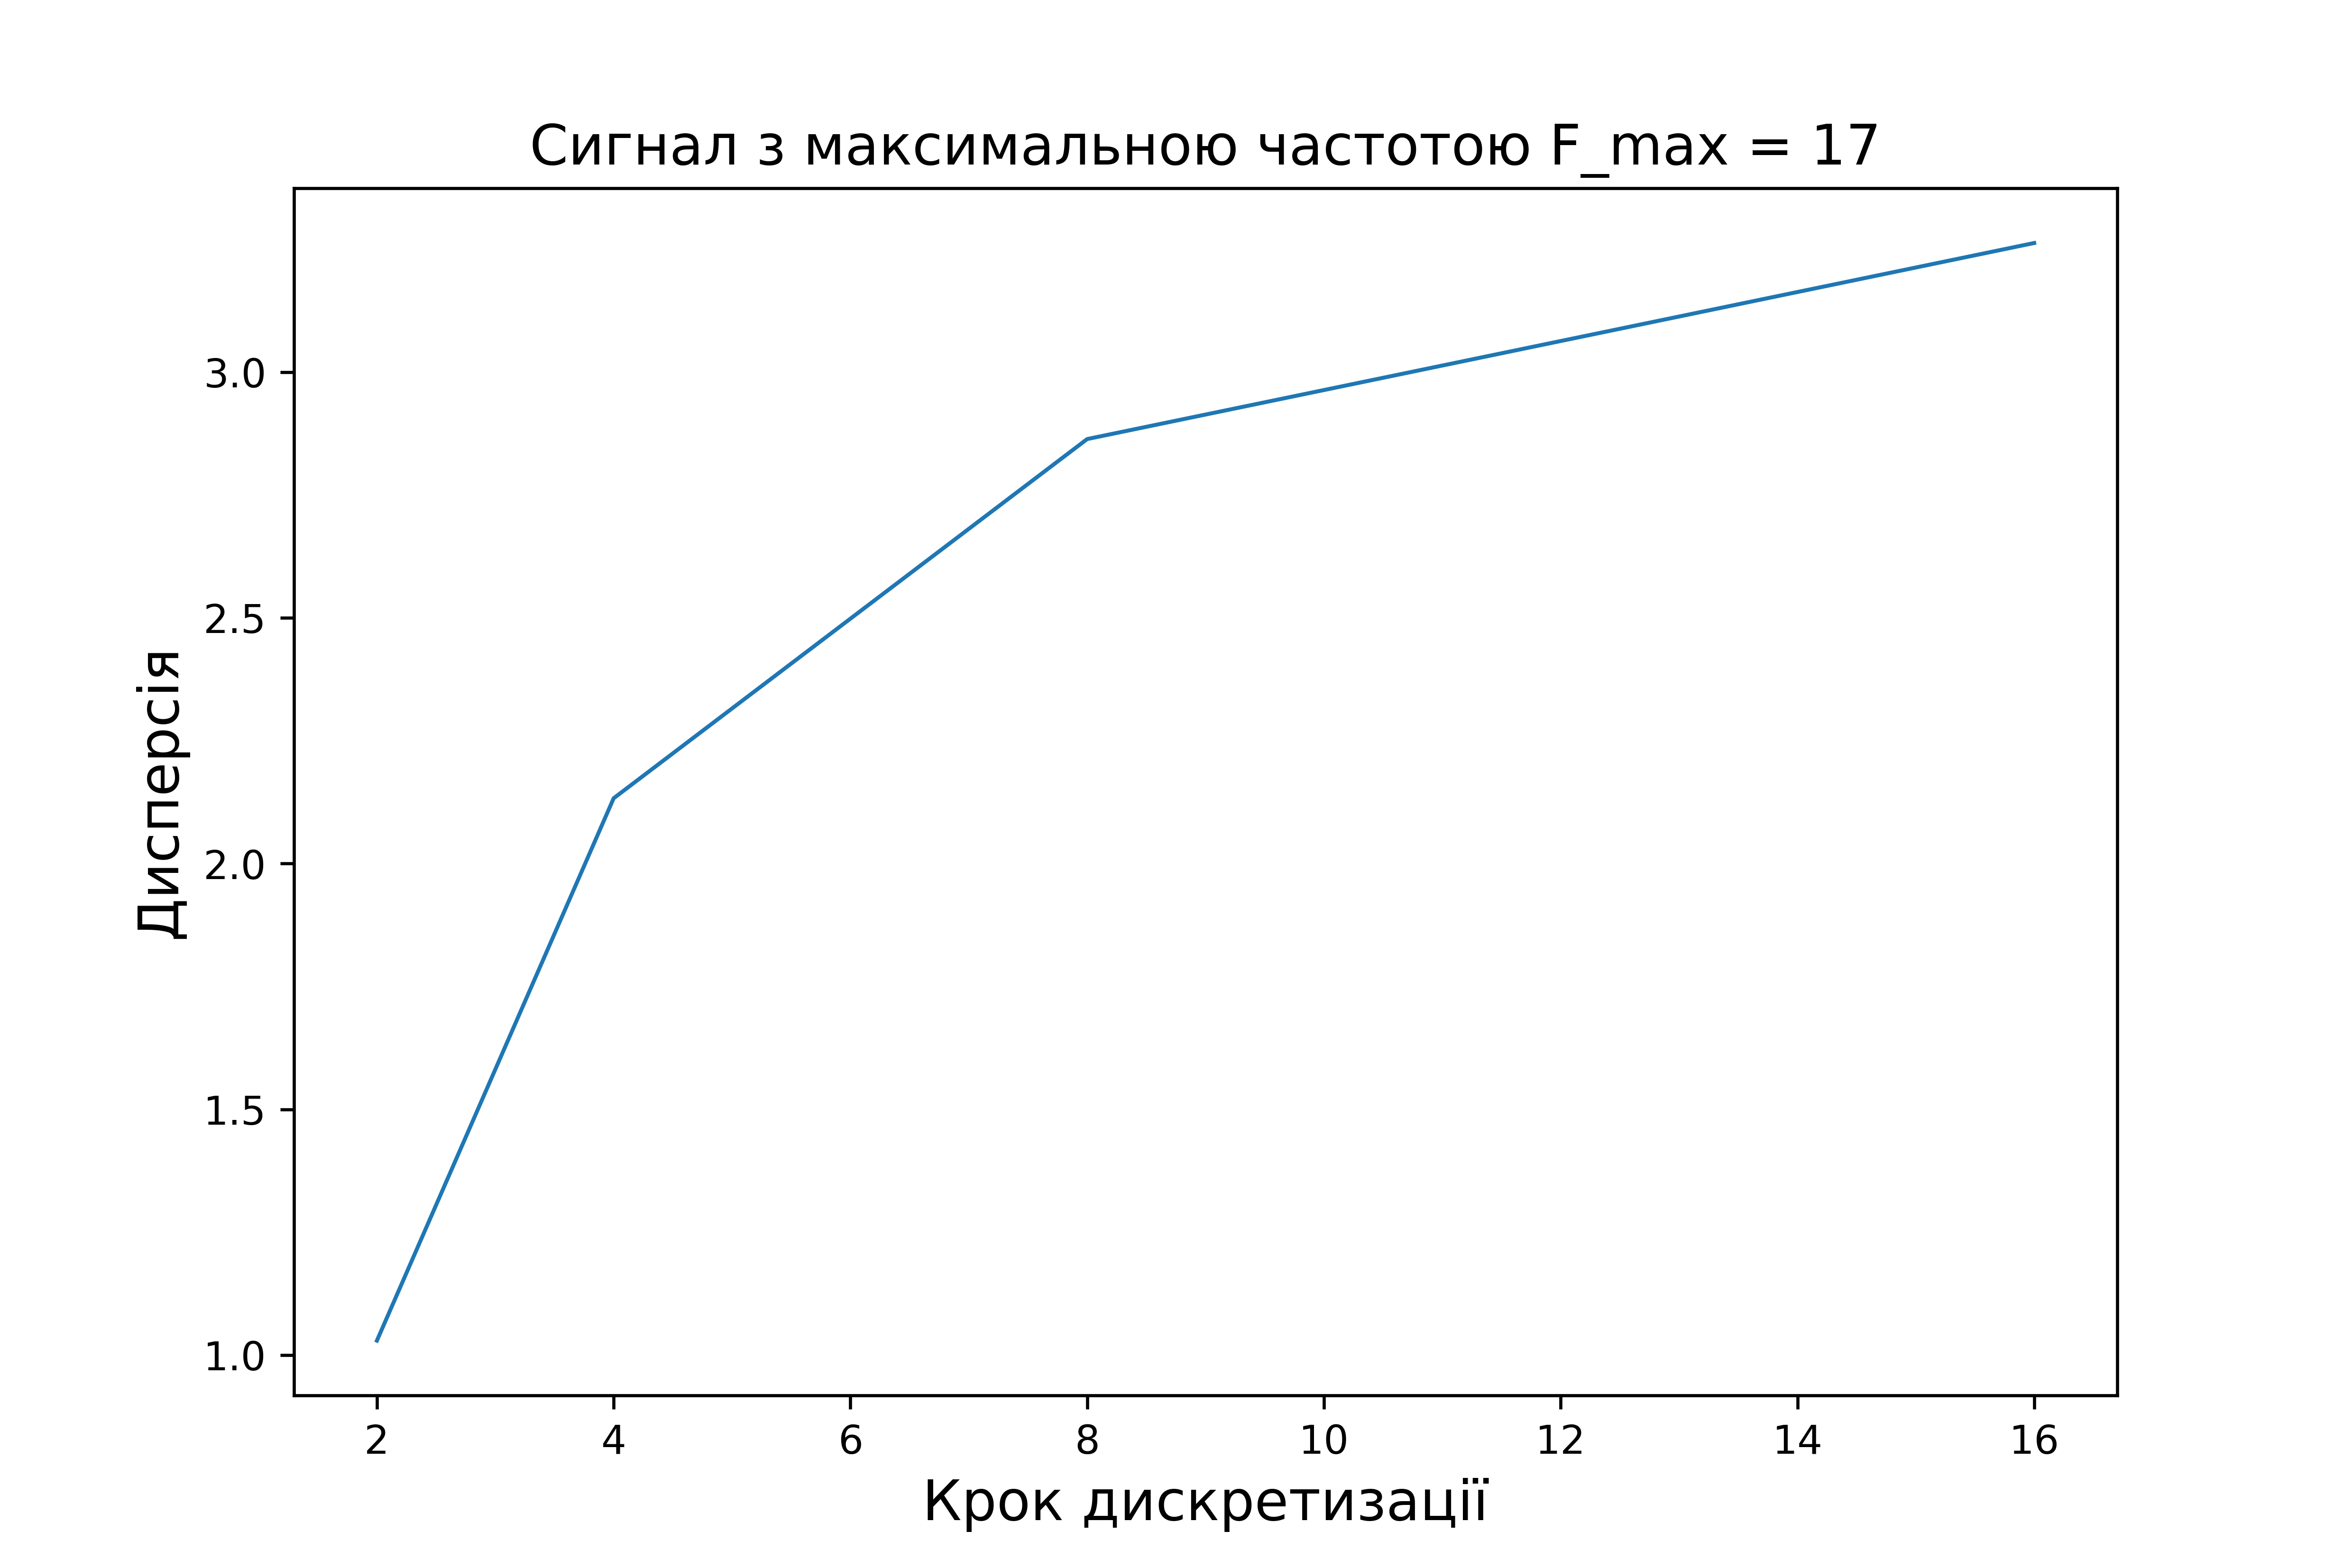 Сигнал з максимальною частотою F_max = 17
Дисперсія
3.0
2.5
2.0
1.5
1.0
2 4 6 8 10 12 14 16
Крок дискретизації